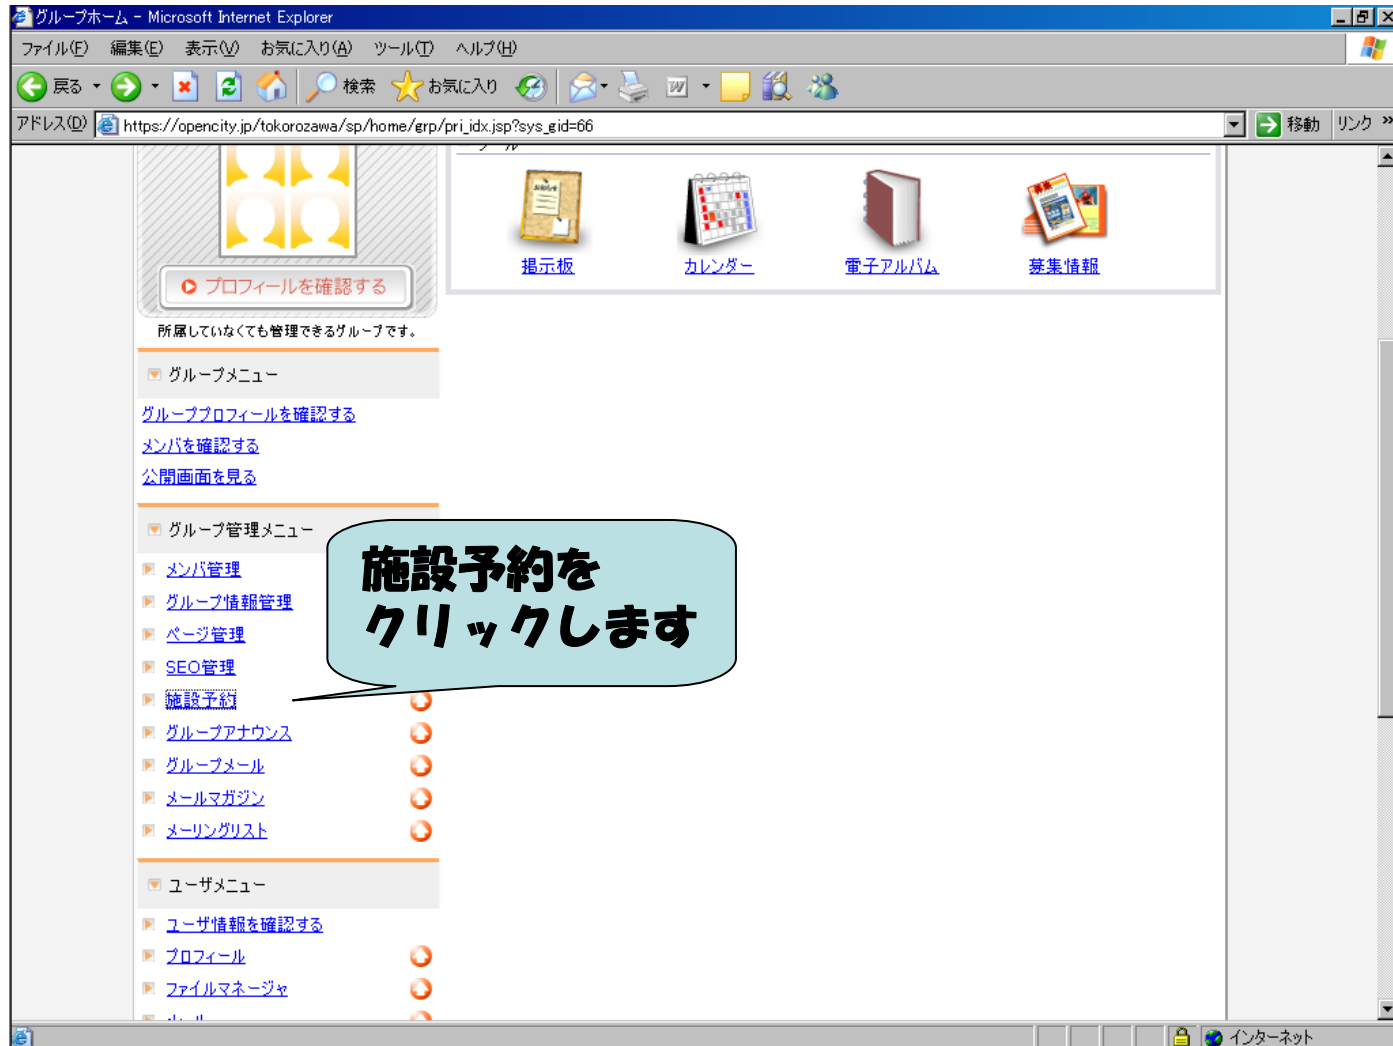 グループホーム - Microsoft Internet Explorer
ファイル(F) 編集(E) 表示(V) お気に入り(A) ツール(T) ヘルプ(H)
戻る 検索 お気に入り
アドレス(D) https://opencity.jp/tokorozawa/sp/home/grp/pri_idx.jsp?sys_gid=66 移動 リンク »
掲示板 カレンダー 電子アルバム 募集情報
プロフィールを確認する
所属していなくても管理できるグループです。
グループメニュー
グループプロフィールを確認する
メンバを確認する
公開画面を見る
グループ管理メニュー
施設予約を
クリックします
メンバ管理
グループ情報管理
ページ管理
SEO管理
施設予約
グループアナウンス
グループメール
メールマガジン
メーリングリスト
ユーザメニュー
ユーザ情報を確認する
プロフィール
ファイルマネージャ
インターネット